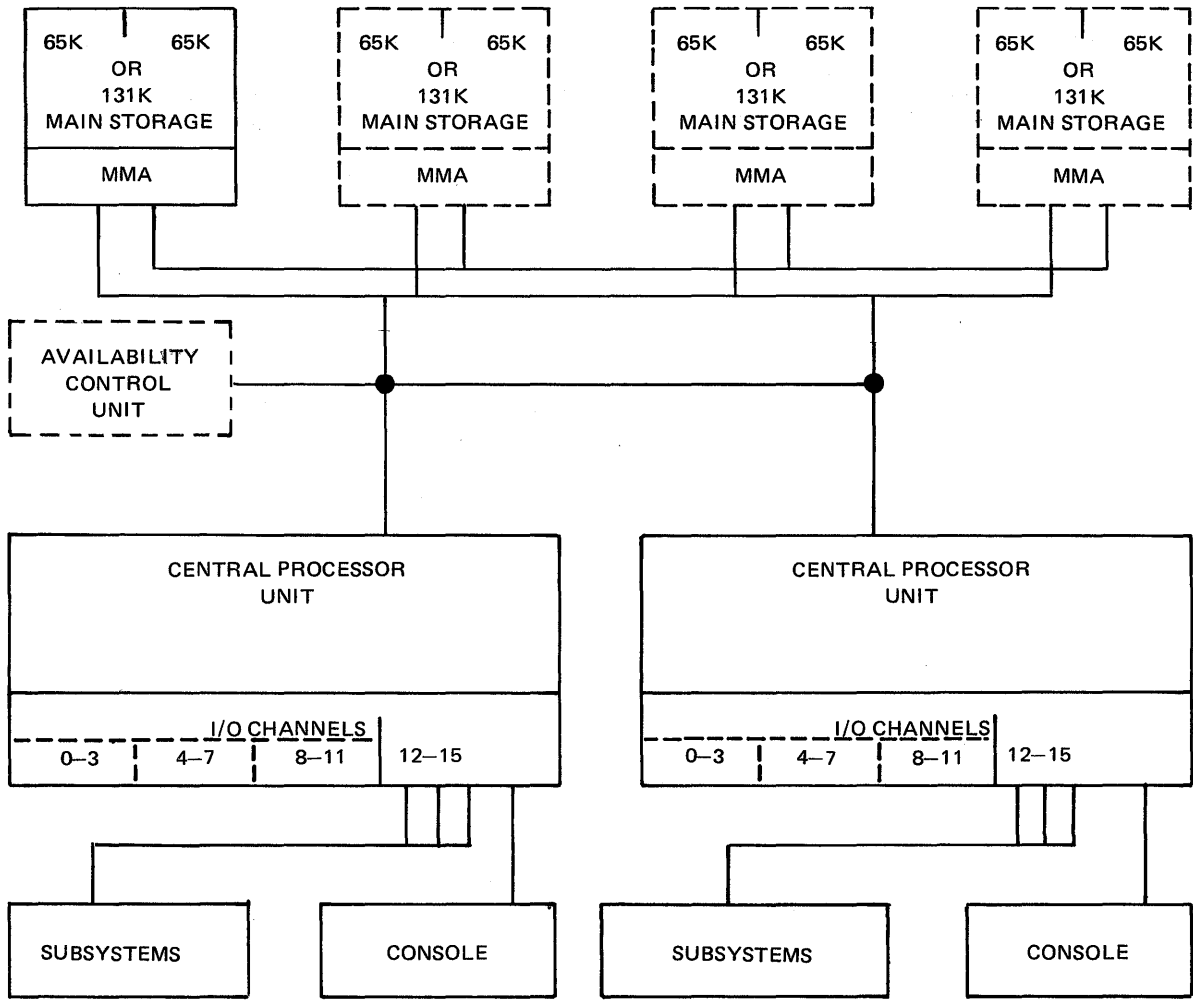 65K 65K
OR
131K
MAIN STORAGE
MMA
65K 65K
OR
131K
MAIN STORAGE
MMA
65K 65K
OR
131K
MAIN STORAGE
MMA
65K 65K
OR
131K
MAIN STORAGE
MMA
AVAILABILITY
CONTROL
UNIT
CENTRAL PROCESSOR
UNIT
I/O CHANNELS
0–3 4–7 8–11 12–15
CENTRAL PROCESSOR
UNIT
I/O CHANNELS
0–3 4–7 8–11 12–15
SUBSYSTEMS
CONSOLE
SUBSYSTEMS
CONSOLE